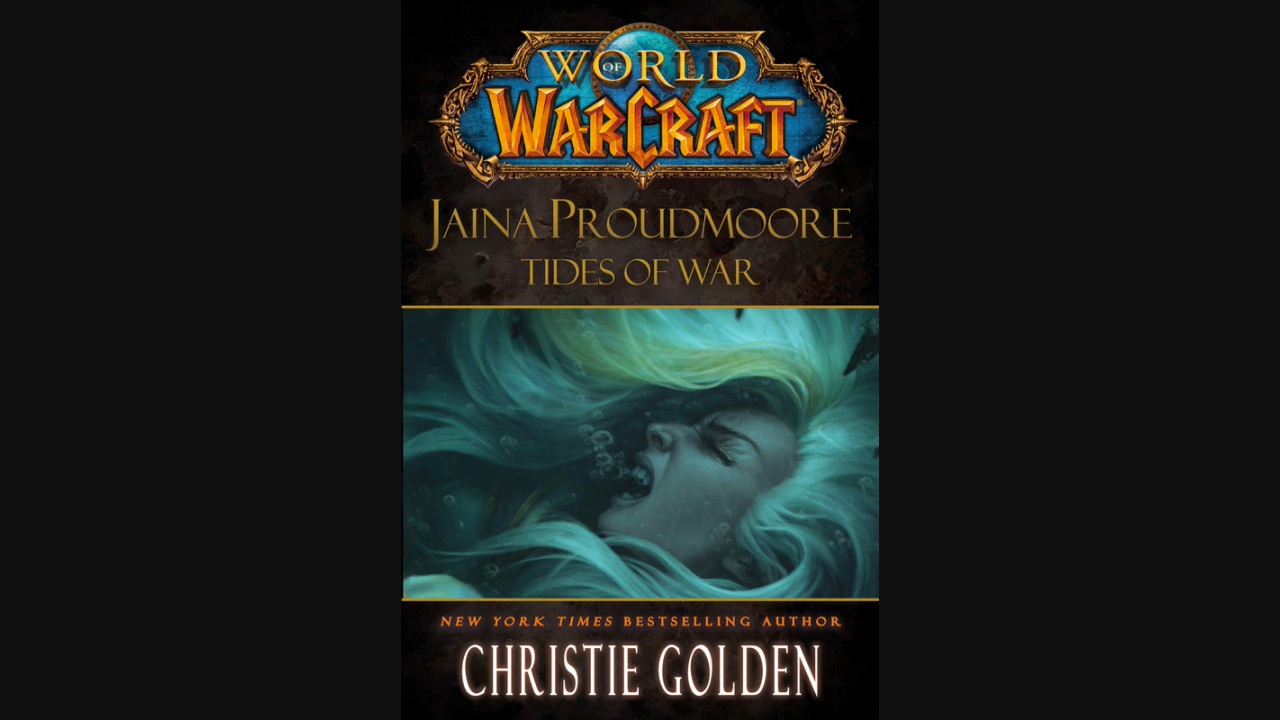 WORLD
OF
WARCRAFT
JAINA PROUDMOORE
TIDES OF WAR
NEW YORK TIMES BESTSELLING AUTHOR
CHRISTIE GOLDEN